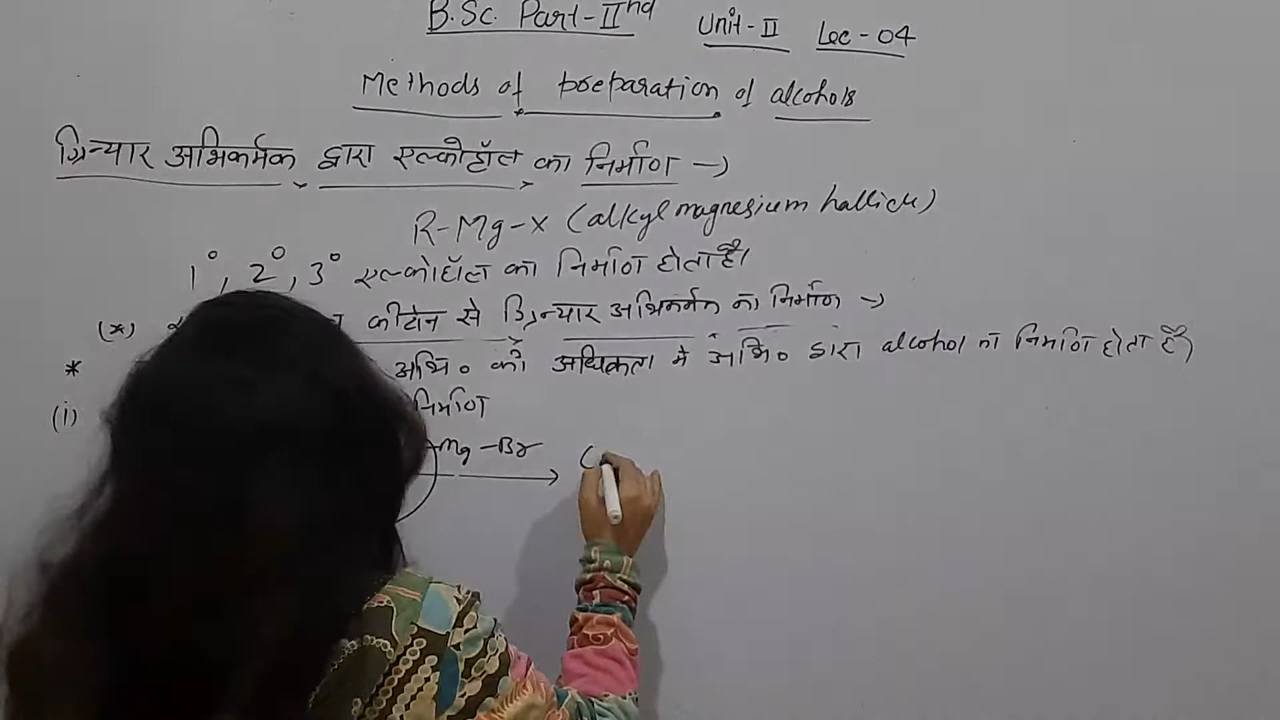 B.Sc. Part-IInd Unit-II Lec-04
Methods of preparation of alcohols
ग्रिन्यार अभिकर्मक द्वारा एल्कोहॉल का निर्माण →
R-Mg-X (alkyl magnesium hallide)
1°, 2°, 3° एल्कोहॉल का निर्माण होता है।
(*) कीटोन से ग्रिन्यार अभिकर्मक का निर्माण →
* अभि० की अधिकता मे अभि० द्वारा alcohol का निर्माण होता है
(i) निर्माण
Mg-Br → C